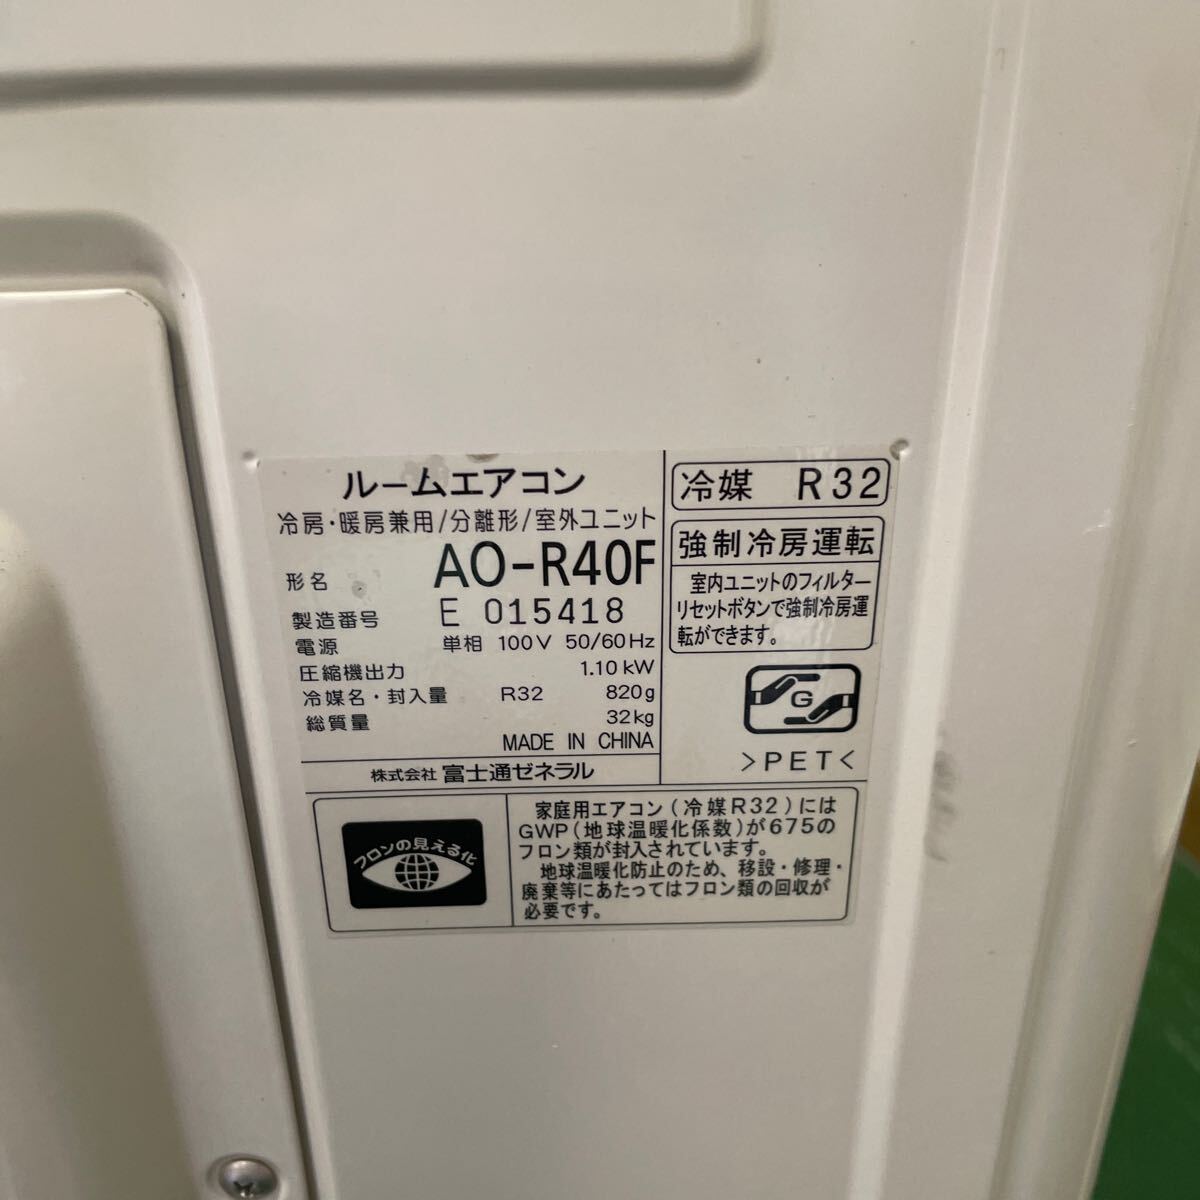 ルームエアコン
冷房・暖房兼用/分離形/室外ユニット
形名 AO-R40F
製造番号 E 015418
電源 単相 100V 50/60Hz
圧縮機出力 1.10kW
冷媒名・封入量 R32 820g
総質量 32kg
MADE IN CHINA
株式会社 富士通ゼネラル
冷媒 R32
強制冷房運転
室内ユニットのフィルター
リセットボタンで強制冷房運
転ができます。
G
>PET<
フロンの見える化
家庭用エアコン(冷媒R32)には
GWP(地球温暖化係数)が675の
フロン類が封入されています。
地球温暖化防止のため、移設・修理・
廃棄等にあたってはフロン類の回収が
必要です。